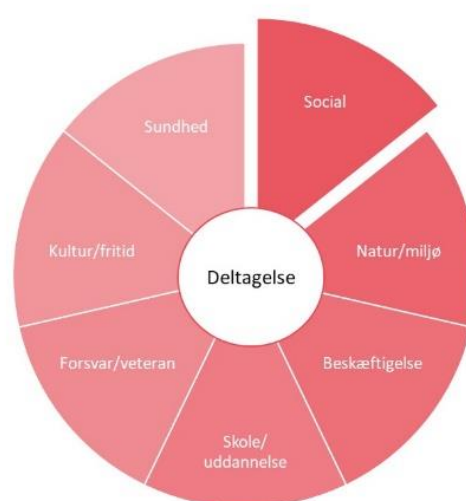 Social
Natur/miljø
Beskæftigelse
Skole/
uddannelse
Forsvar/veteran
Kultur/fritid
Sundhed
Deltagelse